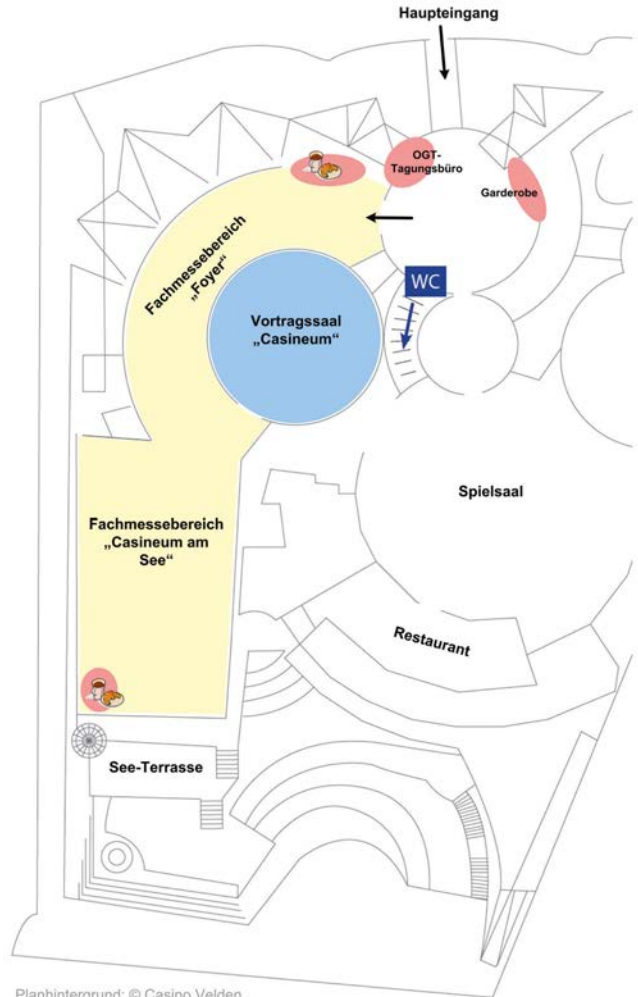 Haupteingang
OGT-
Tagungsbüro
Garderobe
Fachmessebereich
„Foyer“
WC
Vortragssaal
„Casineum“
Spielsaal
Fachmessebereich
„Casineum am
See“
Restaurant
See-Terrasse
Planhintergrund: © Casino Velden